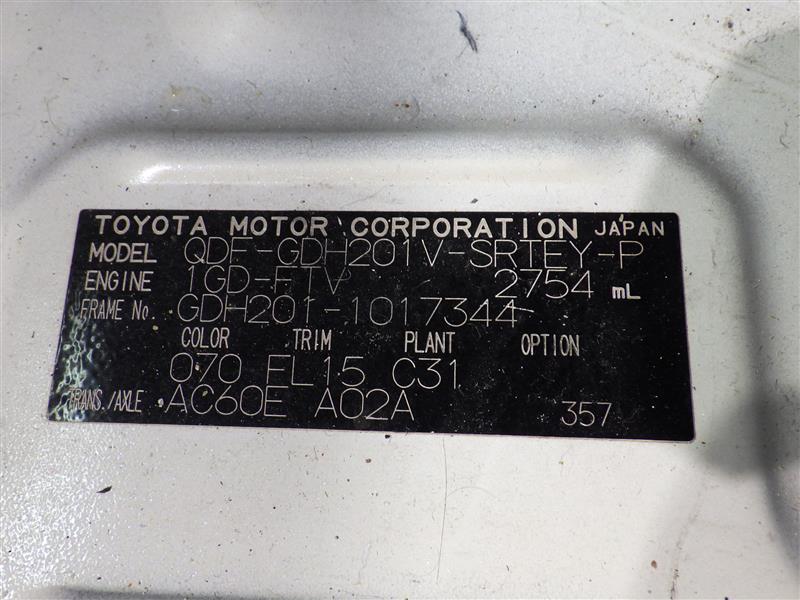 TOYOTA MOTOR CORPORATION JAPAN
MODEL QDF-GDH201V-SRTEY-P
ENGINE 1GD-FTV 2754 mL
FRAME No. GDH201-1017344
COLOR TRIM PLANT OPTION
070 FL15 C31
TRANS./AXLE AC60E A02A 357